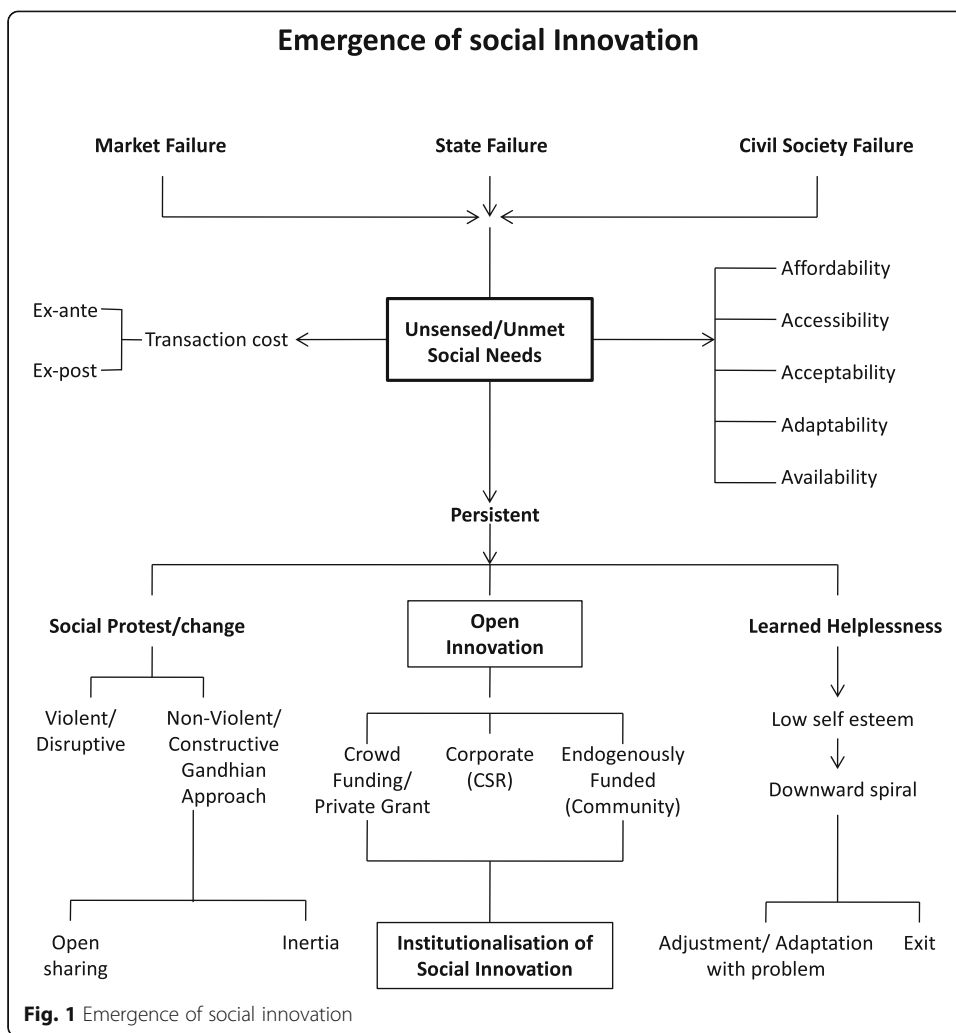 Emergence of social Innovation
Market Failure
State Failure
Civil Society Failure
Ex-ante
Ex-post
Transaction cost
Unsensed/Unmet
Social Needs
Affordability
Accessibility
Acceptability
Adaptability
Availability
Persistent
Social Protest/change
Open
Innovation
Learned Helplessness
Violent/
Disruptive
Non-Violent/
Constructive
Gandhian
Approach
Crowd
Funding/
Private Grant
Corporate
(CSR)
Endogenously
Funded
(Community)
Low self esteem
Downward spiral
Open
sharing
Inertia
Institutionalisation of
Social Innovation
Adjustment/ Adaptation
with problem
Exit
Fig. 1 Emergence of social innovation